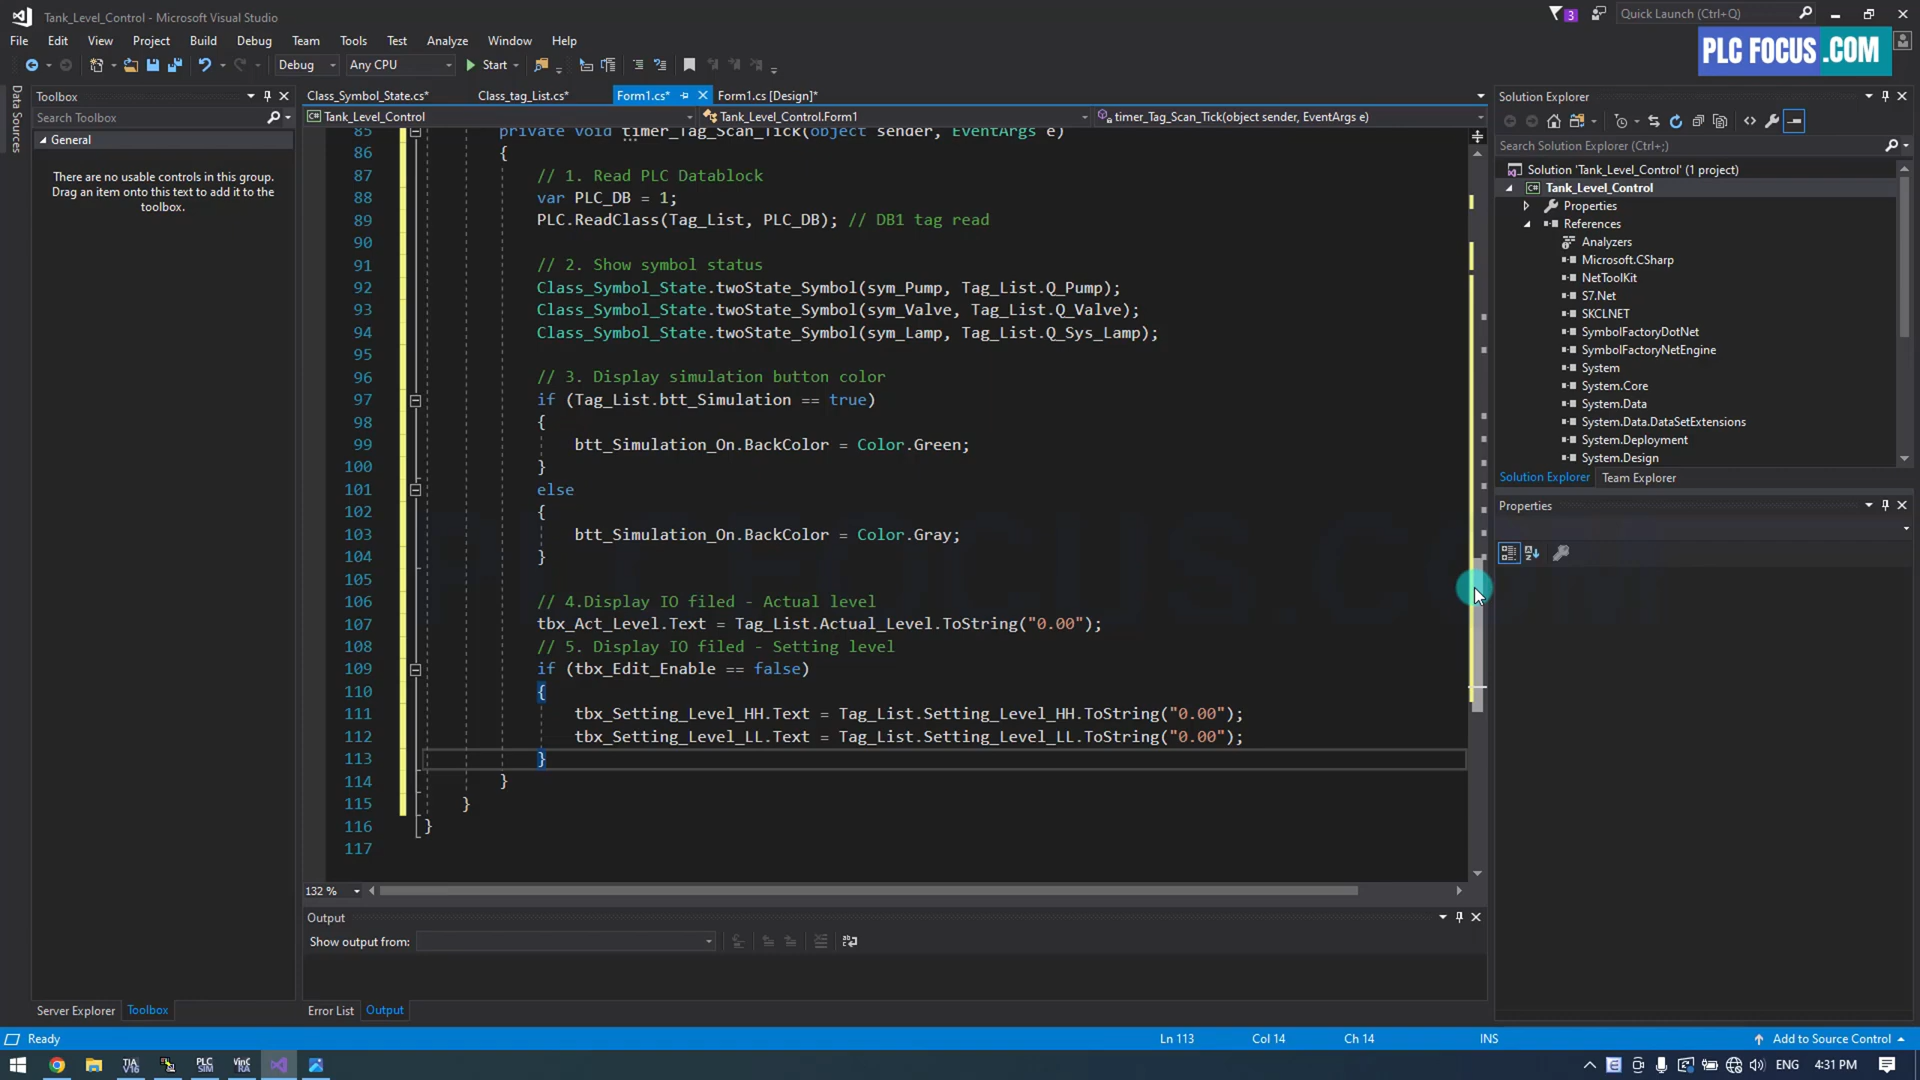 Tank_Level_Control - Microsoft Visual Studio
3
Quick Launch (Ctrl+Q)
File Edit View Project Build Debug Team Tools Test Analyze Window Help
PLC FOCUS .COM
Debug Any CPU Start
Data Sources
Toolbox
Search Toolbox
General
There are no usable controls in this group.
Drag an item onto this text to add it to the
toolbox.
Server Explorer Toolbox
Class_Symbol_State.cs* Class_tag_List.cs* Form1.cs* Form1.cs [Design]*
Tank_Level_Control Tank_Level_Control.Form1 timer_Tag_Scan_Tick(object sender, EventArgs e)
85 private void timer_Tag_Scan_Tick(object sender, EventArgs e)
86 {
87 // 1. Read PLC Datablock
88 var PLC_DB = 1;
89 PLC.ReadClass(Tag_List, PLC_DB); // DB1 tag read
90
91 // 2. Show symbol status
92 Class_Symbol_State.twoState_Symbol(sym_Pump, Tag_List.Q_Pump);
93 Class_Symbol_State.twoState_Symbol(sym_Valve, Tag_List.Q_Valve);
94 Class_Symbol_State.twoState_Symbol(sym_Lamp, Tag_List.Q_Sys_Lamp);
95
96 // 3. Display simulation button color
97 if (Tag_List.btt_Simulation == true)
98 {
99 btt_Simulation_On.BackColor = Color.Green;
100 }
101 else
102 {
103 btt_Simulation_On.BackColor = Color.Gray;
104 }
105
106 // 4.Display IO filed - Actual level
107 tbx_Act_Level.Text = Tag_List.Actual_Level.ToString("0.00");
108 // 5. Display IO filed - Setting level
109 if (tbx_Edit_Enable == false)
110 {
111 tbx_Setting_Level_HH.Text = Tag_List.Setting_Level_HH.ToString("0.00");
112 tbx_Setting_Level_LL.Text = Tag_List.Setting_Level_LL.ToString("0.00");
113 }
114 }
115 }
116 }
117
PLCFOCUS.COM
132 %
Output
Show output from:
Error List Output
Solution Explorer
Search Solution Explorer (Ctrl+;)
Solution 'Tank_Level_Control' (1 project)
Tank_Level_Control
Properties
References
Analyzers
Microsoft.CSharp
NetToolKit
S7.Net
SKCLNET
SymbolFactoryDotNet
SymbolFactoryNetEngine
System
System.Core
System.Data
System.Data.DataSetExtensions
System.Deployment
System.Design
Solution Explorer Team Explorer
Properties
Ready Ln 113 Col 14 Ch 14 INS Add to Source Control
TIA V16 PLC SIM VinC RA ENG 4:31 PM